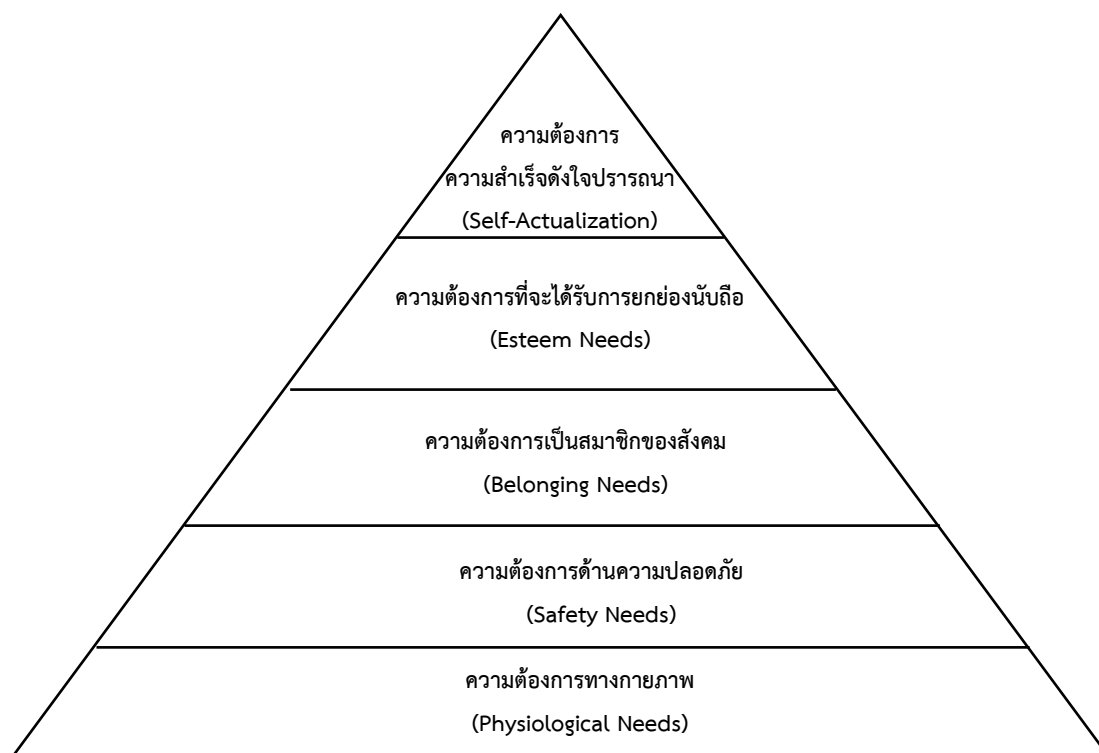 ความต้องการ
ความสำเร็จดังใจปรารถนา
(Self-Actualization)
ความต้องการที่จะได้รับการยกย่องนับถือ
(Esteem Needs)
ความต้องการเป็นสมาชิกของสังคม
(Belonging Needs)
ความต้องการด้านความปลอดภัย
(Safety Needs)
ความต้องการทางกายภาพ
(Physiological Needs)